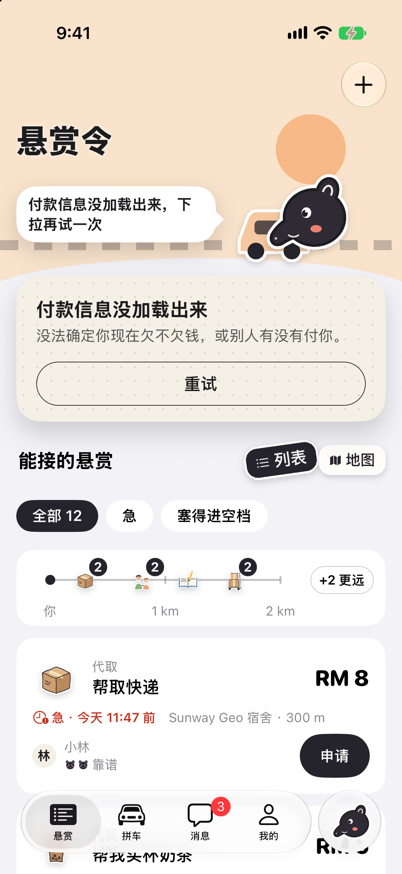 9:41
悬赏令
付款信息没加载出来，下
拉再试一次
付款信息没加载出来
没法确定你现在欠不欠钱，或别人有没有付你。
重试
能接的悬赏
列表
地图
全部 12
急
塞得进空档
2
2
2
+2 更远
你
1 km
2 km
代取
帮取快递
RM 8
急 · 今天 11:47 前
Sunway Geo 宿舍 · 300 m
林
小林
靠谱
申请
3
悬赏
拼车
消息
我的
帮我买杯奶茶